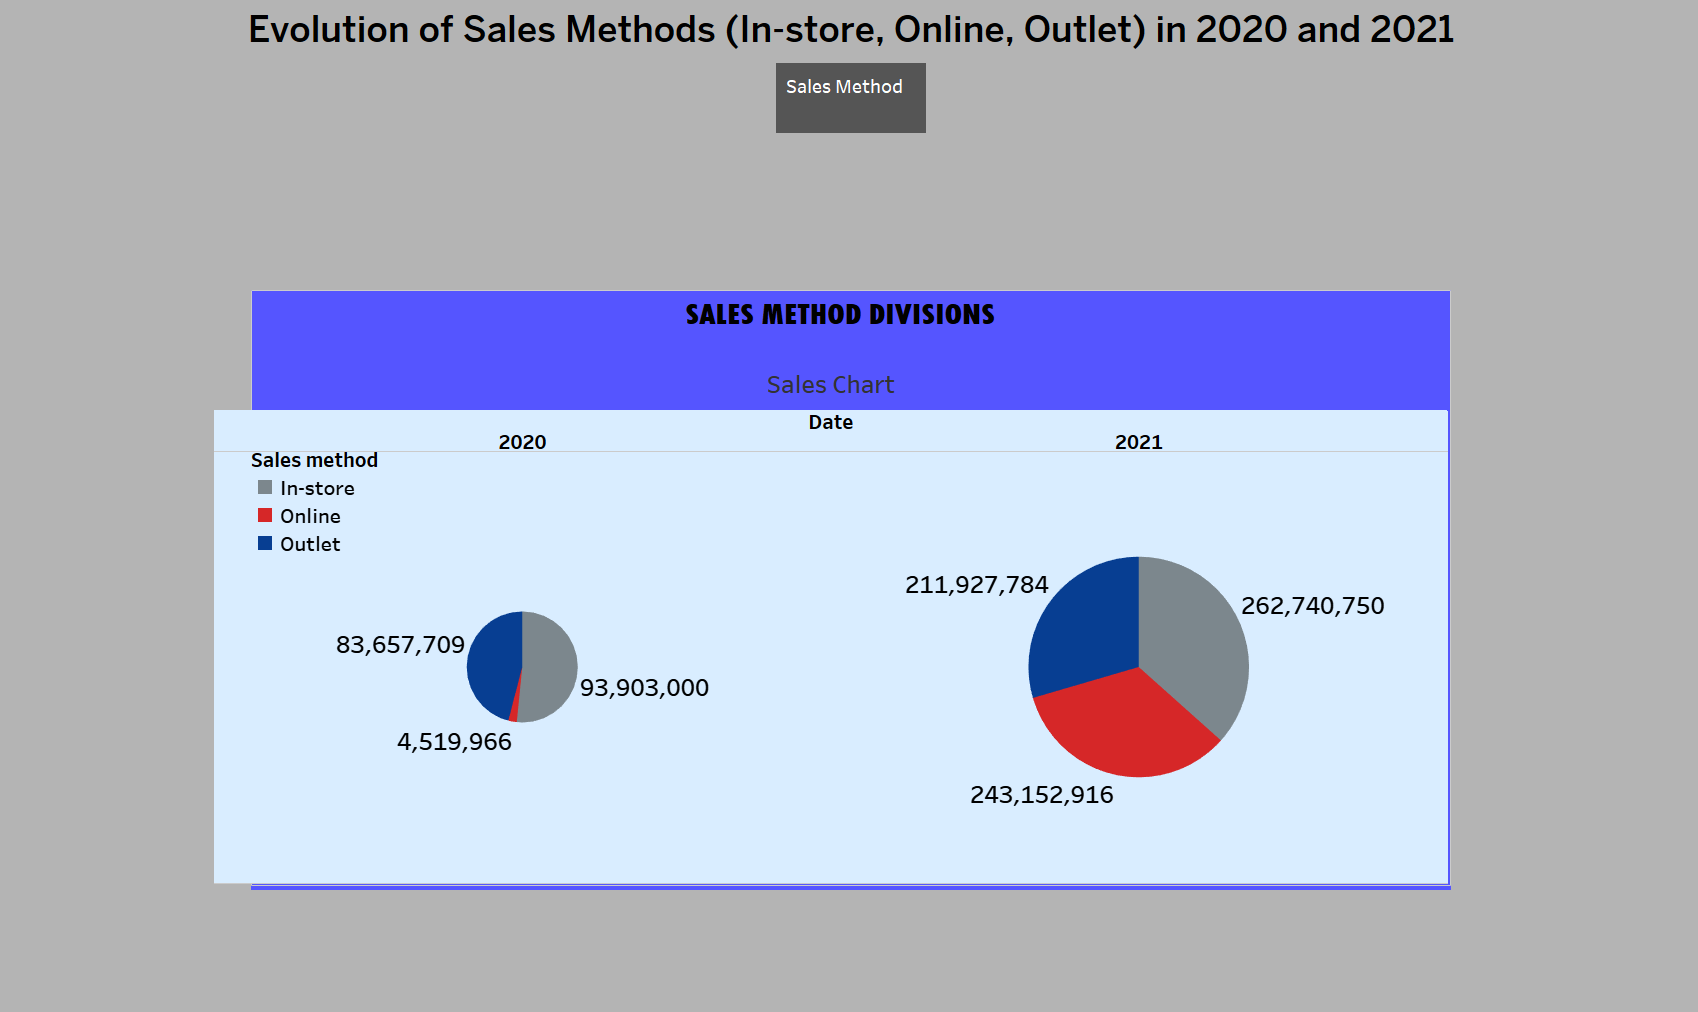 Evolution of Sales Methods (In-store, Online, Outlet) in 2020 and 2021
Sales Method
SALES METHOD DIVISIONS
Sales Chart
Date
2020
2021
Sales method
In-store
Online
Outlet
83,657,709
93,903,000
4,519,966
211,927,784
262,740,750
243,152,916